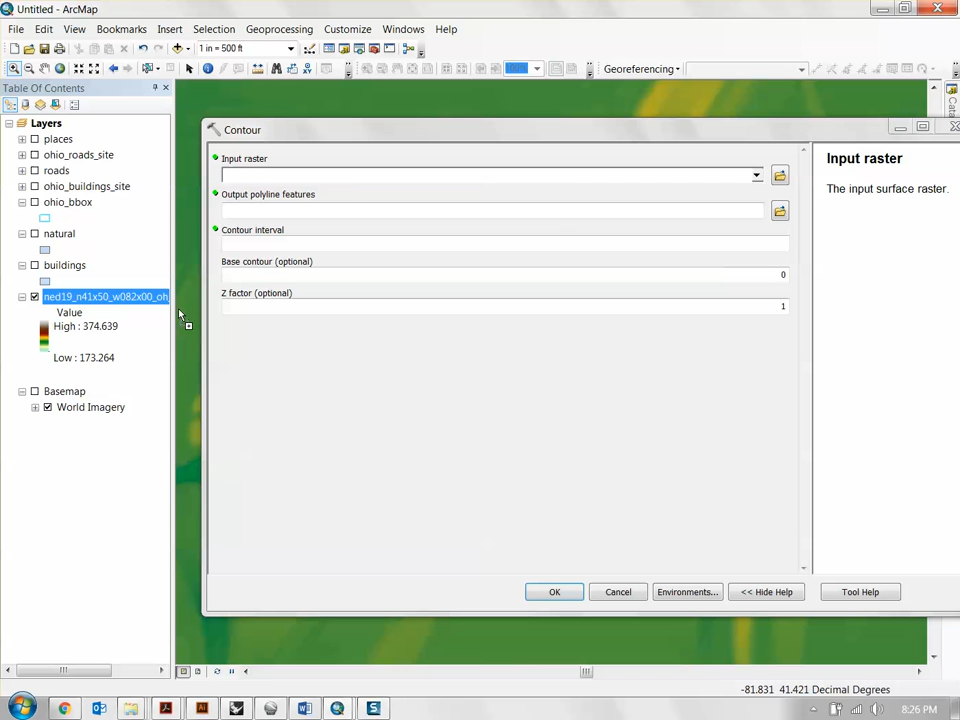 Untitled - ArcMap
File Edit View Bookmarks Insert Selection Geoprocessing Customize Windows Help
1 in = 500 ft
Georeferencing
Table Of Contents
Layers
places
ohio_roads_site
roads
ohio_buildings_site
ohio_bbox
natural
buildings
ned19_n41x50_w082x00_oh_
Value
High : 374.639
Low : 173.264
Basemap
World Imagery
Contour
Input raster
Output polyline features
Contour interval
Base contour (optional)
0
Z factor (optional)
1
OK Cancel Environments... << Hide Help Tool Help
Input raster
The input surface raster.
-81.831 41.421 Decimal Degrees
8:26 PM